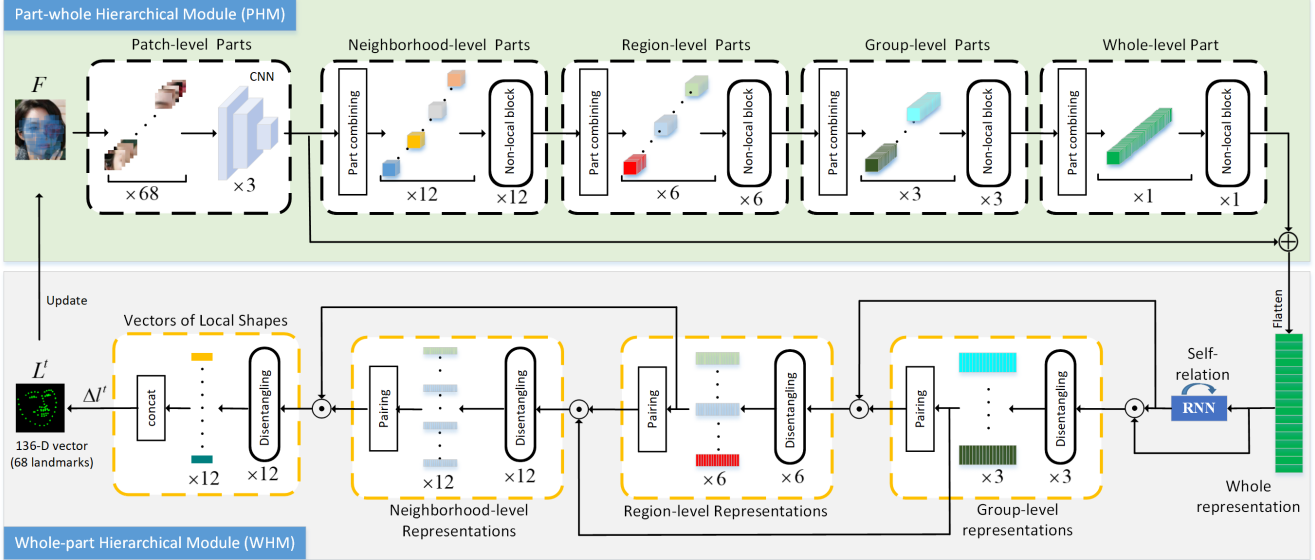 Part-whole Hierarchical Module (PHM)
Patch-level Parts
Neighborhood-level Parts
Region-level Parts
Group-level Parts
Whole-level Part
F
CNN
×68
×3
Part combining
×12
Non-local block
×12
Part combining
×6
Non-local block
×6
Part combining
×3
Non-local block
×3
Part combining
×1
Non-local block
×1
Update
Flatten
Vectors of Local Shapes
L^t
Δl^t
136-D vector
(68 landmarks)
concat
×12
Disentangling
×12
Pairing
×12
Disentangling
×12
Neighborhood-level
Representations
Pairing
×6
Disentangling
×6
Region-level Representations
Pairing
×3
Disentangling
×3
Group-level
representations
Self-
relation
RNN
Whole
representation
Whole-part Hierarchical Module (WHM)